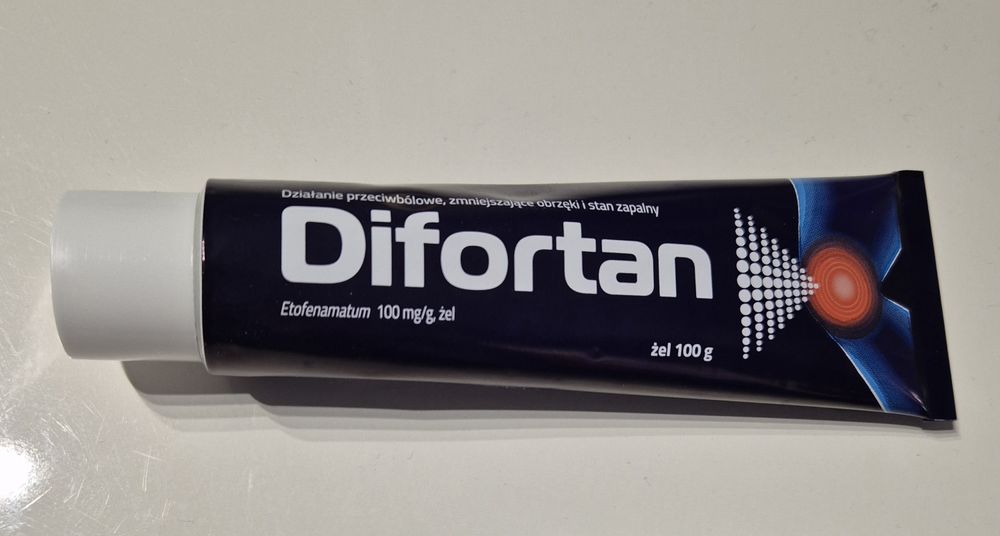 Działanie przeciwbólowe, zmniejszające obrzęki i stan zapalny
Difortan
Etofenamatum 100 mg/g, żel
żel 100 g